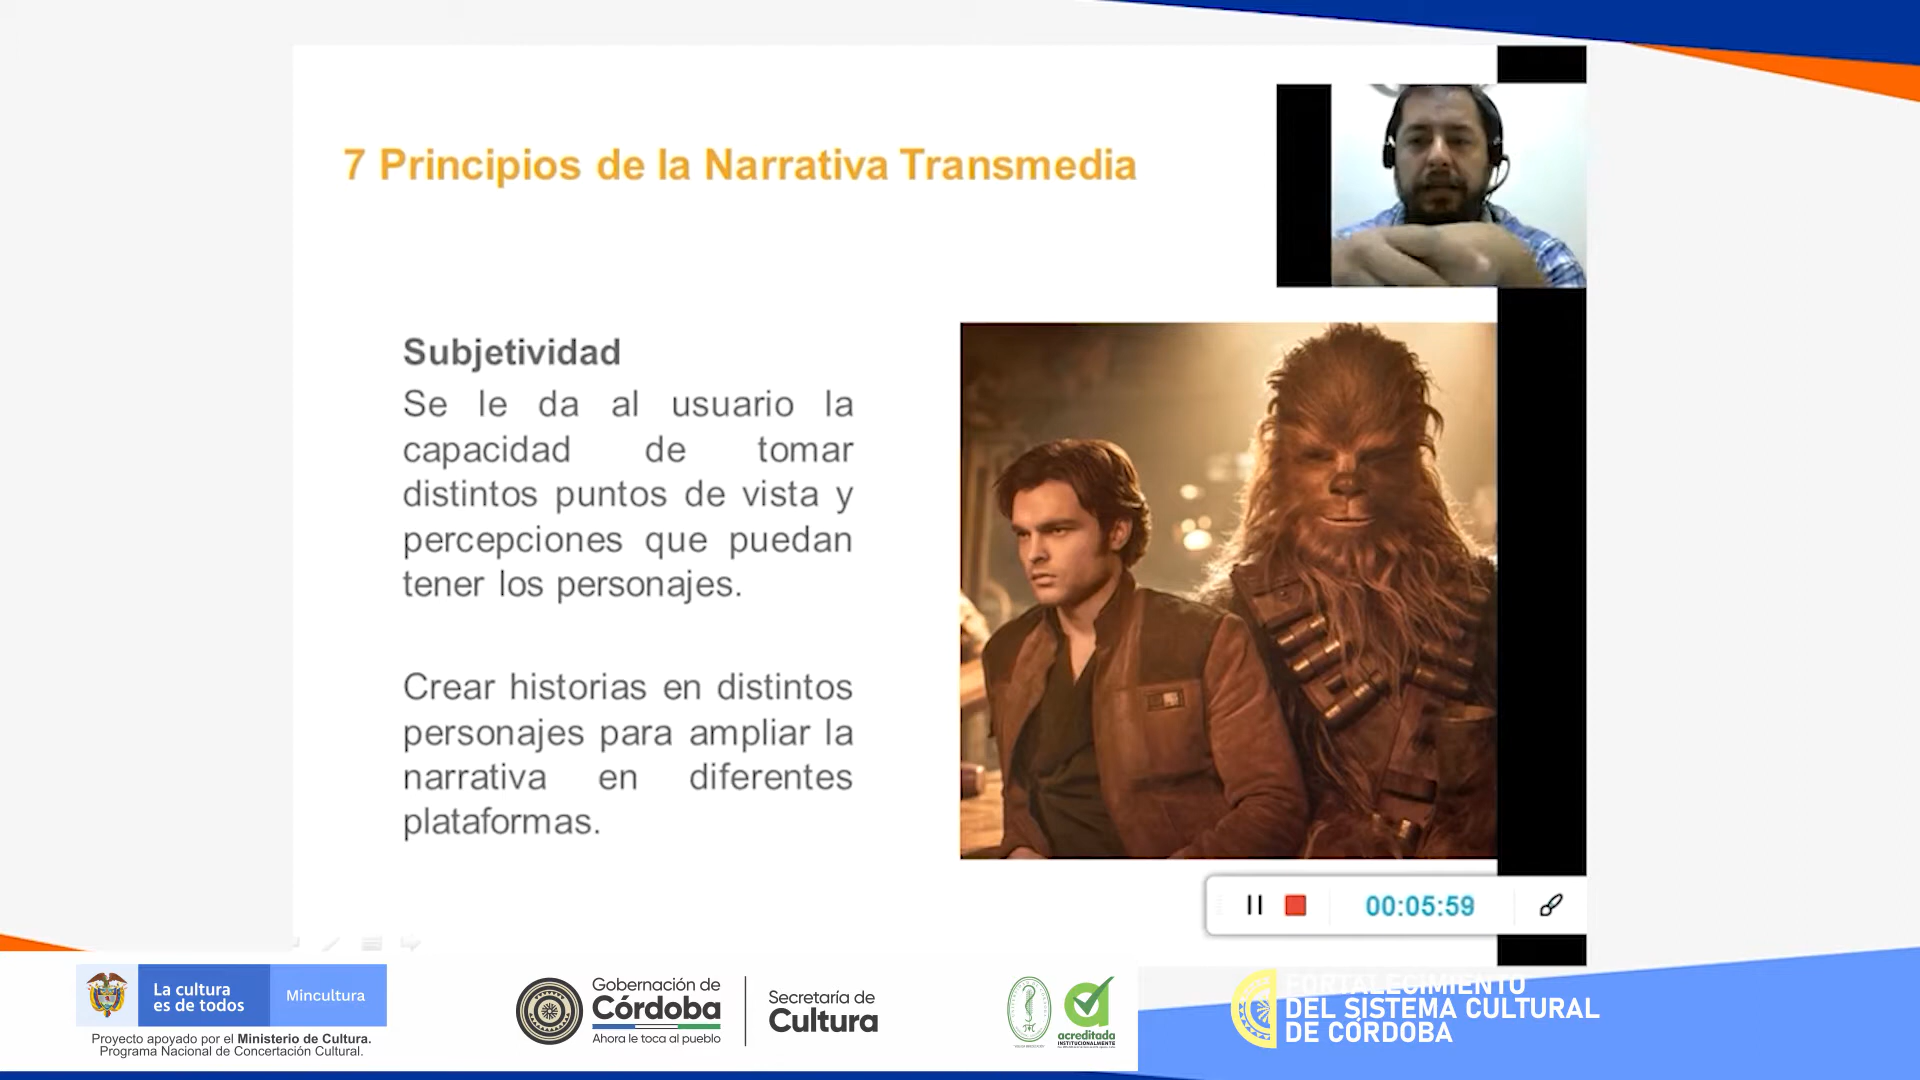 7 Principios de la Narrativa Transmedia
Subjetividad
Se le da al usuario la
capacidad de tomar
distintos puntos de vista y
percepciones que puedan
tener los personajes.
Crear historias en distintos
personajes para ampliar la
narrativa en diferentes
plataformas.
00:05:59
La cultura
es de todos
Mincultura
Proyecto apoyado por el Ministerio de Cultura.
Programa Nacional de Concertación Cultural.
Gobernación de
Córdoba
Ahora le toca al pueblo
Secretaría de
Cultura
acreditada
INSTITUCIONALMENTE
FORTALECIMIENTO
DEL SISTEMA CULTURAL
DE CÓRDOBA